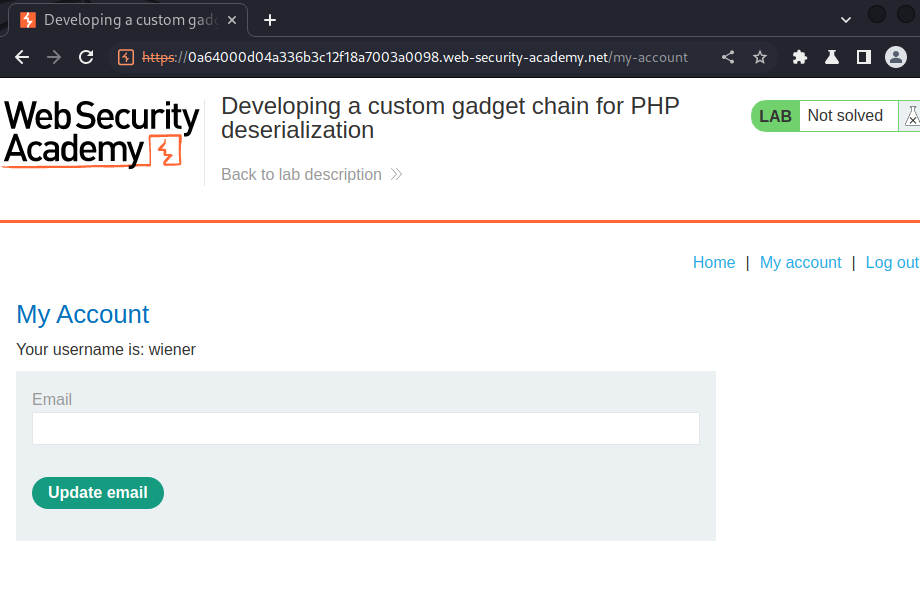 Developing a custom gad
https://0a64000d04a336b3c12f18a7003a0098.web-security-academy.net/my-account
Web Security
Academy
Developing a custom gadget chain for PHP
deserialization
Back to lab description
LAB Not solved
Home | My account | Log out
My Account
Your username is: wiener
Email
Update email